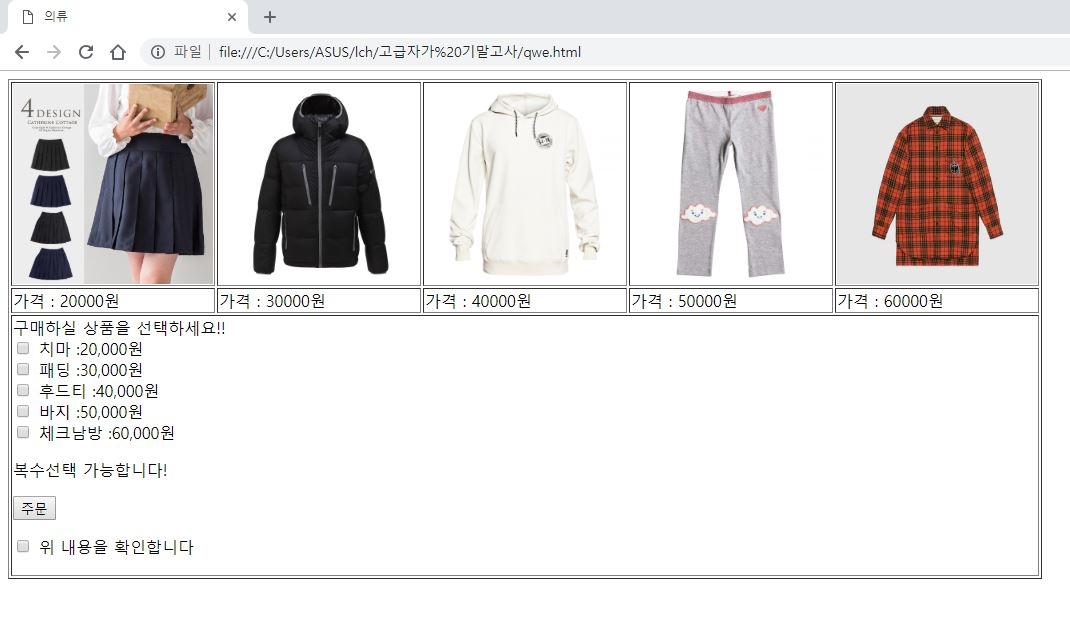 의류
파일 file:///C:/Users/ASUS/lch/고급자가%20기말고사/qwe.html
4 DESIGN
CATHERINE COTTAGE
가격 : 20000원
가격 : 30000원
가격 : 40000원
가격 : 50000원
가격 : 60000원
구매하실 상품을 선택하세요!!
치마 :20,000원
패딩 :30,000원
후드티 :40,000원
바지 :50,000원
체크남방 :60,000원
복수선택 가능합니다!
주문
위 내용을 확인합니다